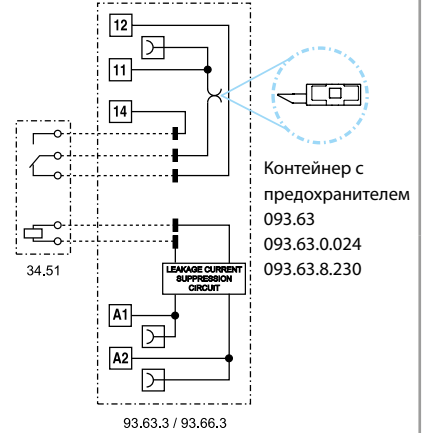 12
11
14
34.51
Контейнер с
предохранителем
093.63
093.63.0.024
093.63.8.230
LEAKAGE CURRENT
SUPPRESSION
CIRCUIT
A1
A2
93.63.3 / 93.66.3